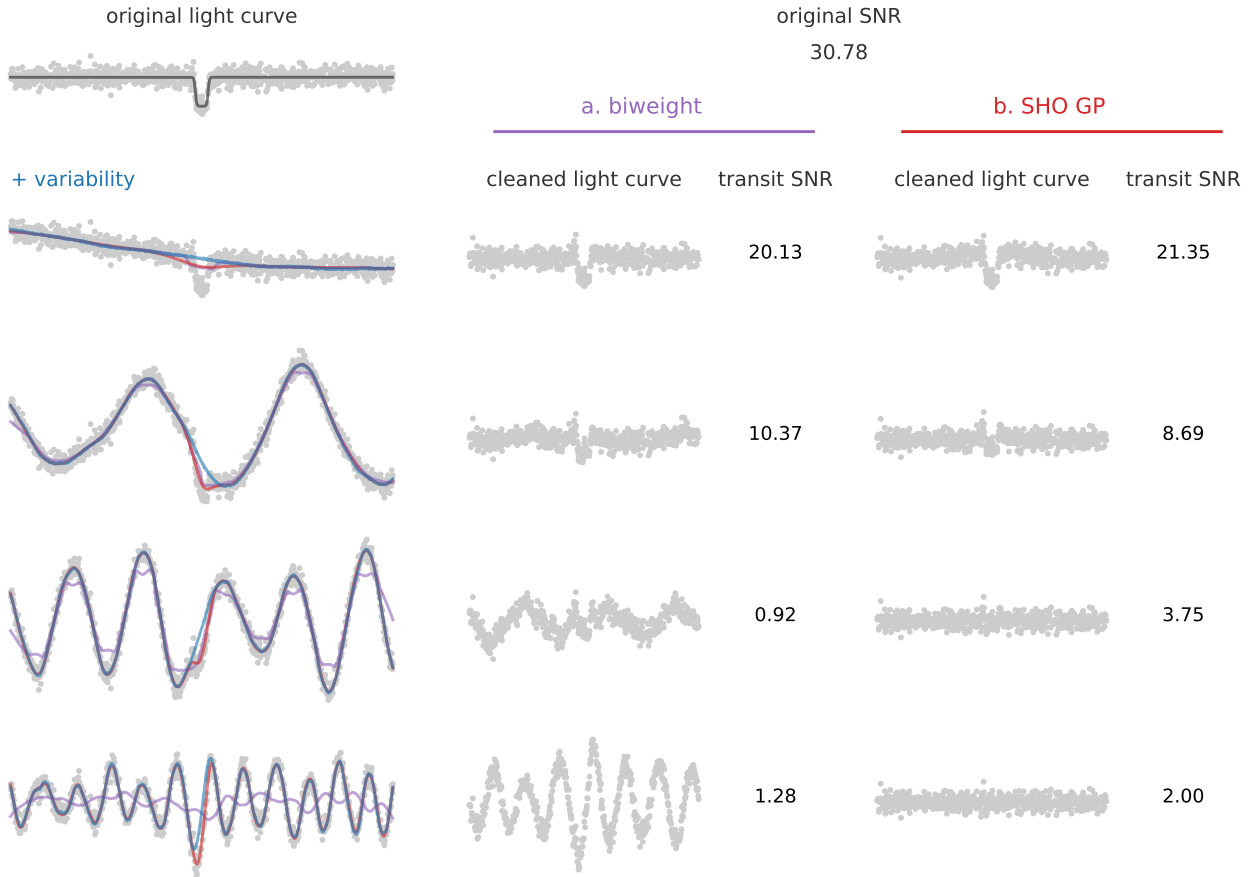 original light curve
original SNR
30.78
a. biweight
b. SHO GP
+ variability
cleaned light curve
transit SNR
cleaned light curve
transit SNR
20.13
21.35
10.37
8.69
0.92
3.75
1.28
2.00